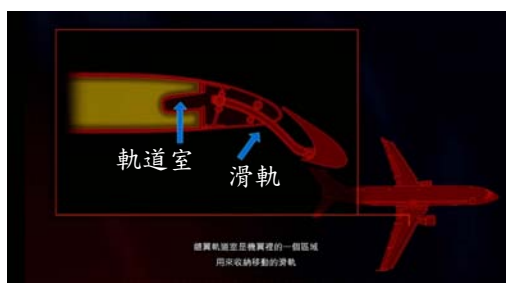 軌道室
滑軌
縫翼軌道室是機翼裡的一個區域
用來收納移動的滑軌